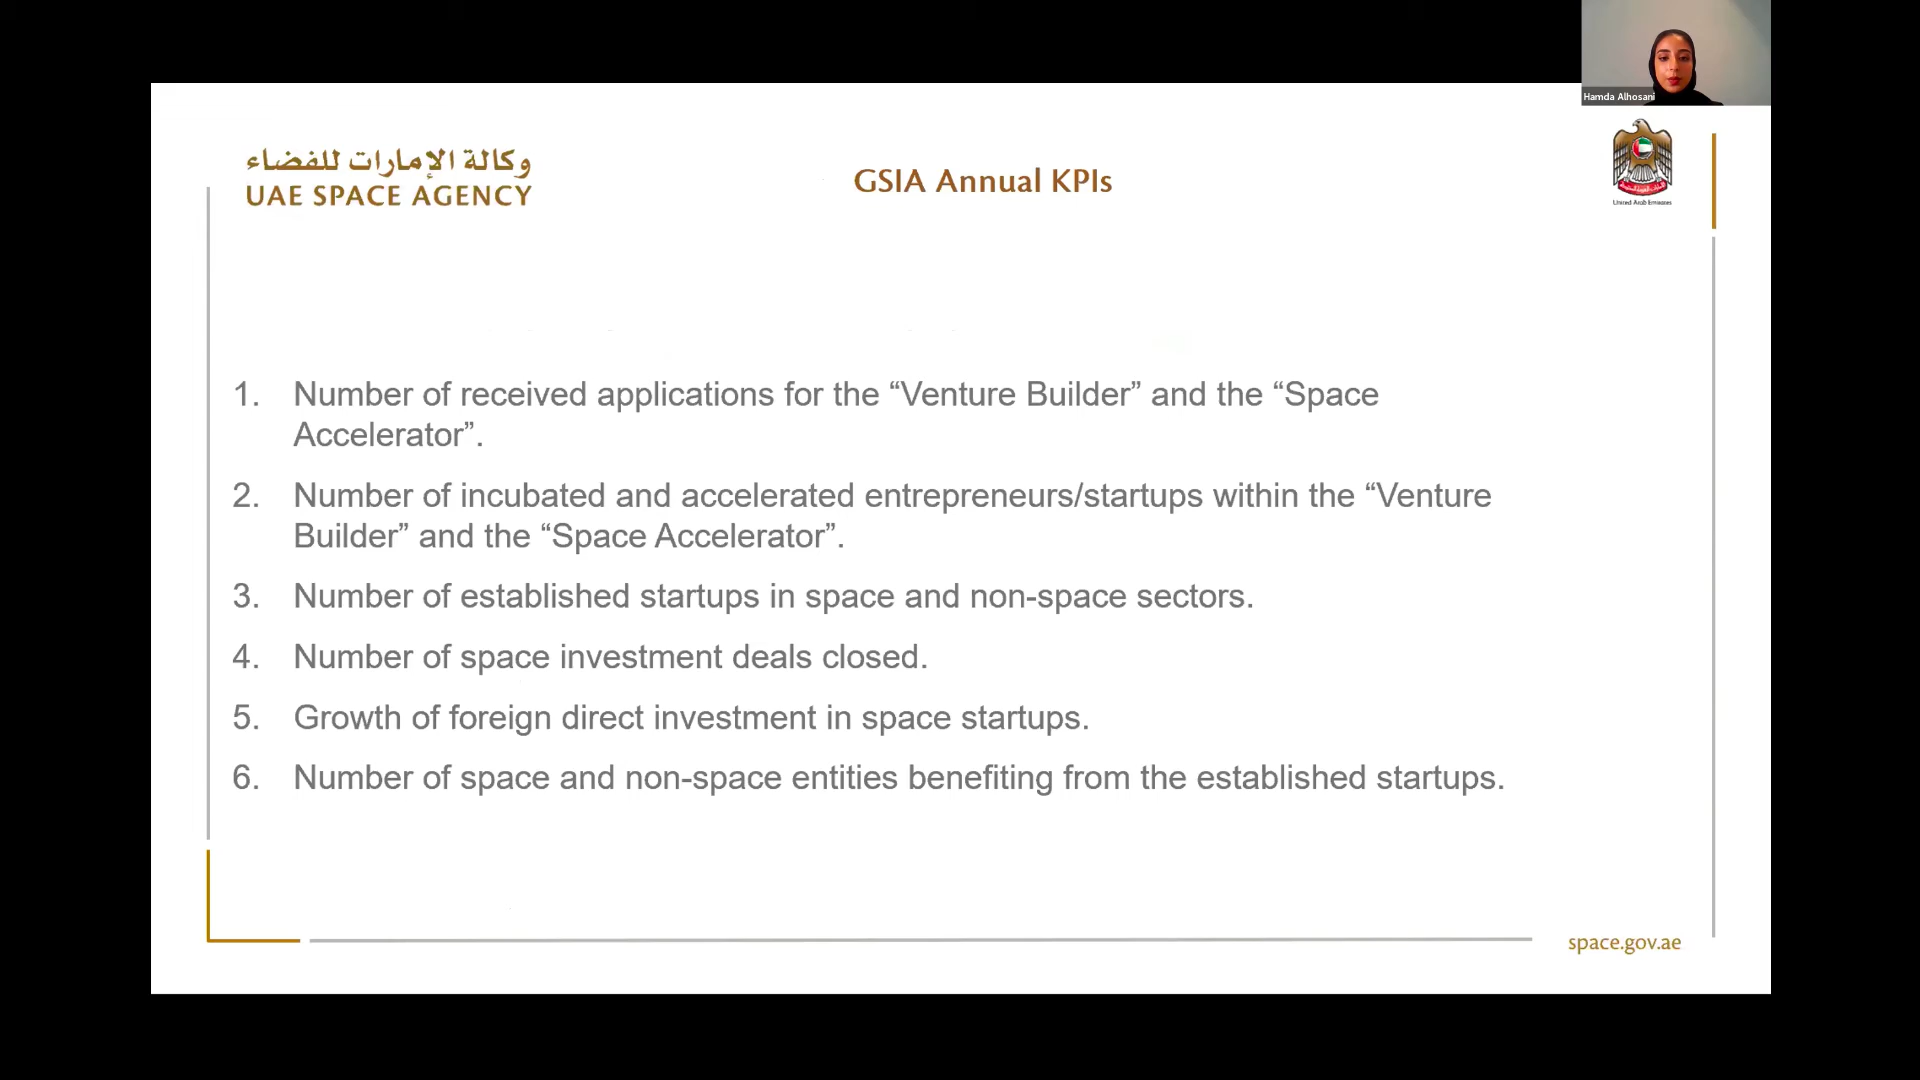 Hamda Alhosani
وكالة الإمارات للفضاء
UAE SPACE AGENCY
GSIA Annual KPIs
United Arab Emirates
1. Number of received applications for the “Venture Builder” and the “Space
Accelerator”.
2. Number of incubated and accelerated entrepreneurs/startups within the “Venture
Builder” and the “Space Accelerator”.
3. Number of established startups in space and non-space sectors.
4. Number of space investment deals closed.
5. Growth of foreign direct investment in space startups.
6. Number of space and non-space entities benefiting from the established startups.
space.gov.ae